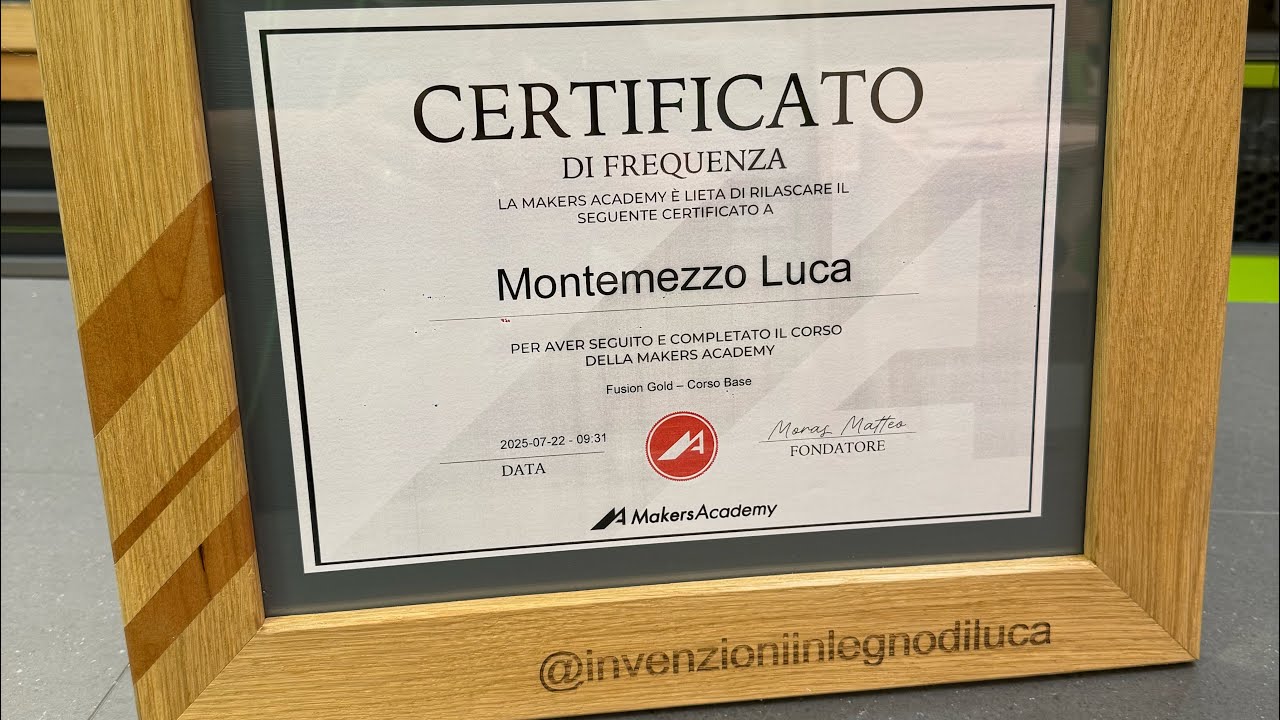 CERTIFICATO
DI FREQUENZA
LA MAKERS ACADEMY È LIETA DI RILASCARE IL
SEGUENTE CERTIFICATO A
Montemezzo Luca
PER AVER SEGUITO E COMPLETATO IL CORSO
DELLA MAKERS ACADEMY
Fusion Gold – Corso Base
2025-07-22 - 09:31
DATA
Moras Matteo
FONDATORE
MakersAcademy
@invenzioniinlegnodiluca